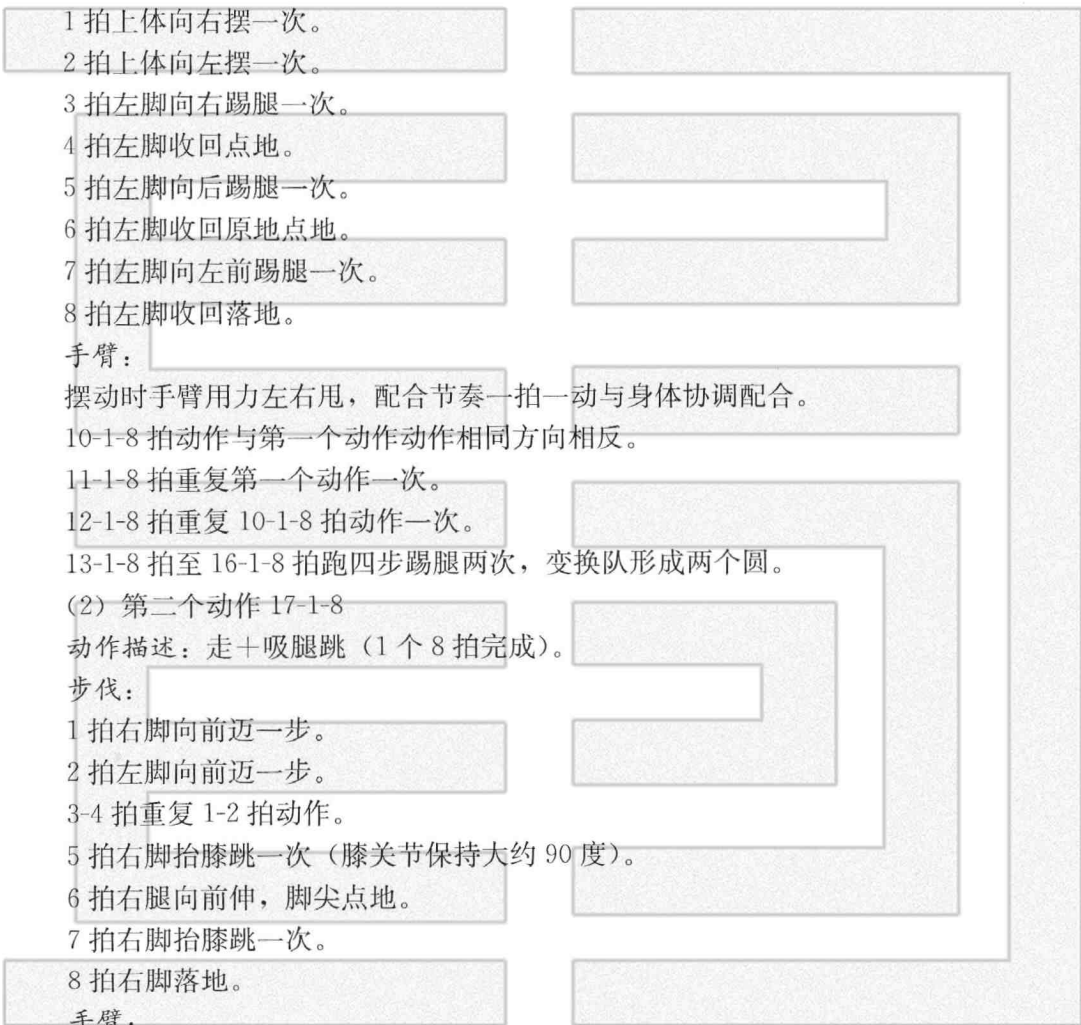 1 拍上体向右摆一次。
2 拍上体向左摆一次。
3 拍左脚向右踢腿一次。
4 拍左脚收回点地。
5 拍左脚向后踢腿一次。
6 拍左脚收回原地点地。
7 拍左脚向左前踢腿一次。
8 拍左脚收回落地。
手臂：
摆动时手臂用力左右甩，配合节奏一拍一动与身体协调配合。
10-1-8 拍动作与第一个动作动作相同方向相反。
11-1-8 拍重复第一个动作一次。
12-1-8 拍重复 10-1-8 拍动作一次。
13-1-8 拍至 16-1-8 拍跑四步踢腿两次，变换队形成两个圆。
(2) 第二个动作 17-1-8
动作描述：走＋吸腿跳（1 个 8 拍完成）。
步伐：
1 拍右脚向前迈一步。
2 拍左脚向前迈一步。
3-4 拍重复 1-2 拍动作。
5 拍右脚抬膝跳一次（膝关节保持大约 90 度）。
6 拍右腿向前伸，脚尖点地。
7 拍右脚抬膝跳一次。
8 拍右脚落地。
手臂：